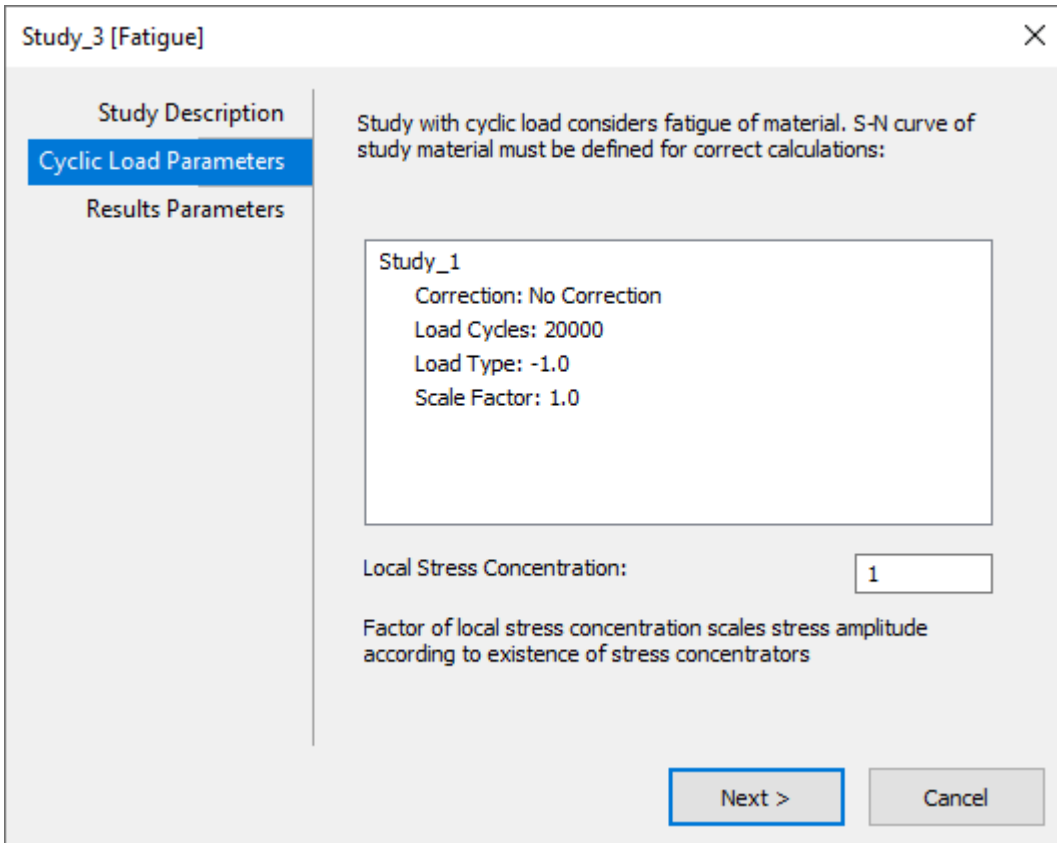 Study_3 [Fatigue]
Study Description
Cyclic Load Parameters
Results Parameters
Study with cyclic load considers fatigue of material. S-N curve of
study material must be defined for correct calculations:
Study_1
Correction: No Correction
Load Cycles: 20000
Load Type: -1.0
Scale Factor: 1.0
Local Stress Concentration:
1
Factor of local stress concentration scales stress amplitude
according to existence of stress concentrators
Next >
Cancel